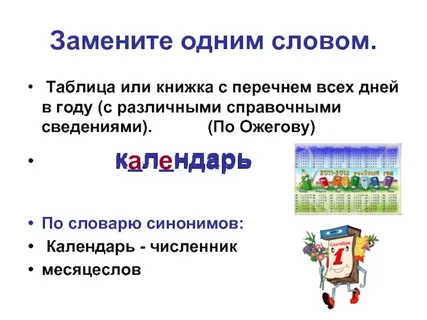 Замените одним словом.
• Таблица или книжка с перечнем всех дней
в году (с различными справочными
сведениями). (По Ожегову)
• календарь
2011-2012 учебный год
• По словарю синонимов:
• Календарь - численник
• месяцеслов
Сентябрь
1